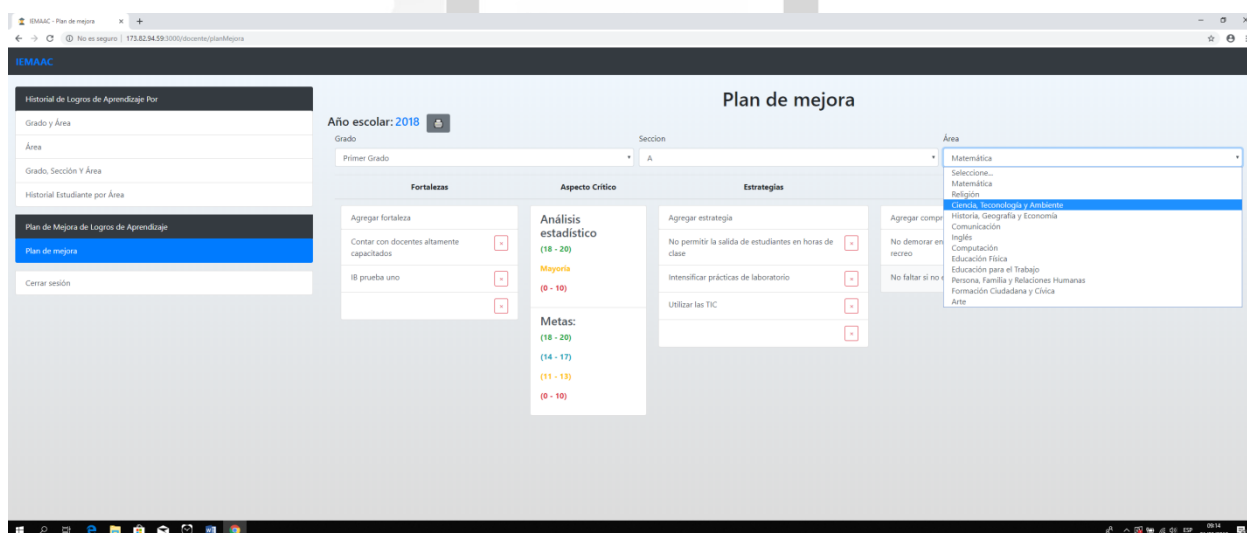 IEMAAC - Plan de mejora
No es seguro | 173.82.94.59:3000/docente/planMejora
IEMAAC
Historial de Logros de Aprendizaje Por
Grado y Área
Área
Grado, Sección Y Área
Historial Estudiante por Área
Plan de Mejora de Logros de Aprendizaje
Plan de mejora
Cerrar sesión
Plan de mejora
Año escolar: 2018
Grado
Seccion
Área
Primer Grado
A
Matemática
Seleccione...
Matemática
Religión
Ciencia, Teconología y Ambiente
Historia, Geografía y Economía
Comunicación
Inglés
Computación
Educación Física
Educación para el Trabajo
Persona, Familia y Relaciones Humanas
Formación Ciudadana y Cívica
Arte
Fortalezas
Aspecto Crítico
Estrategias
Agregar fortaleza
Contar con docentes altamente
capacitados
IB prueba uno
Análisis
estadístico
(18 - 20)
Mayoría
(0 - 10)
Metas:
(18 - 20)
(14 - 17)
(11 - 13)
(0 - 10)
Agregar estrategia
No permitir la salida de estudiantes en horas de
clase
Intensificar prácticas de laboratorio
Utilizar las TIC
Agregar compr
No demorar en
recreo
No faltar si no
ESP
09:14